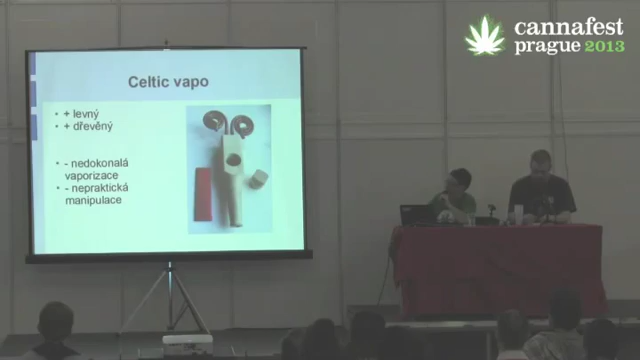 cannafest
prague 2013
Celtic vapo
• + levný
• + dřevěný
• - nedokonalá
vaporizace
• - nepraktická
manipulace